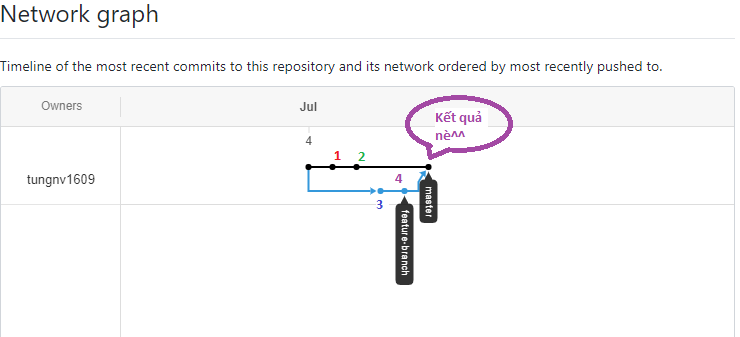 Network graph
Timeline of the most recent commits to this repository and its network ordered by most recently pushed to.
Owners
Jul
Kết quả
nè^^
4
1
2
tungnv1609
4
3
master
feature-branch